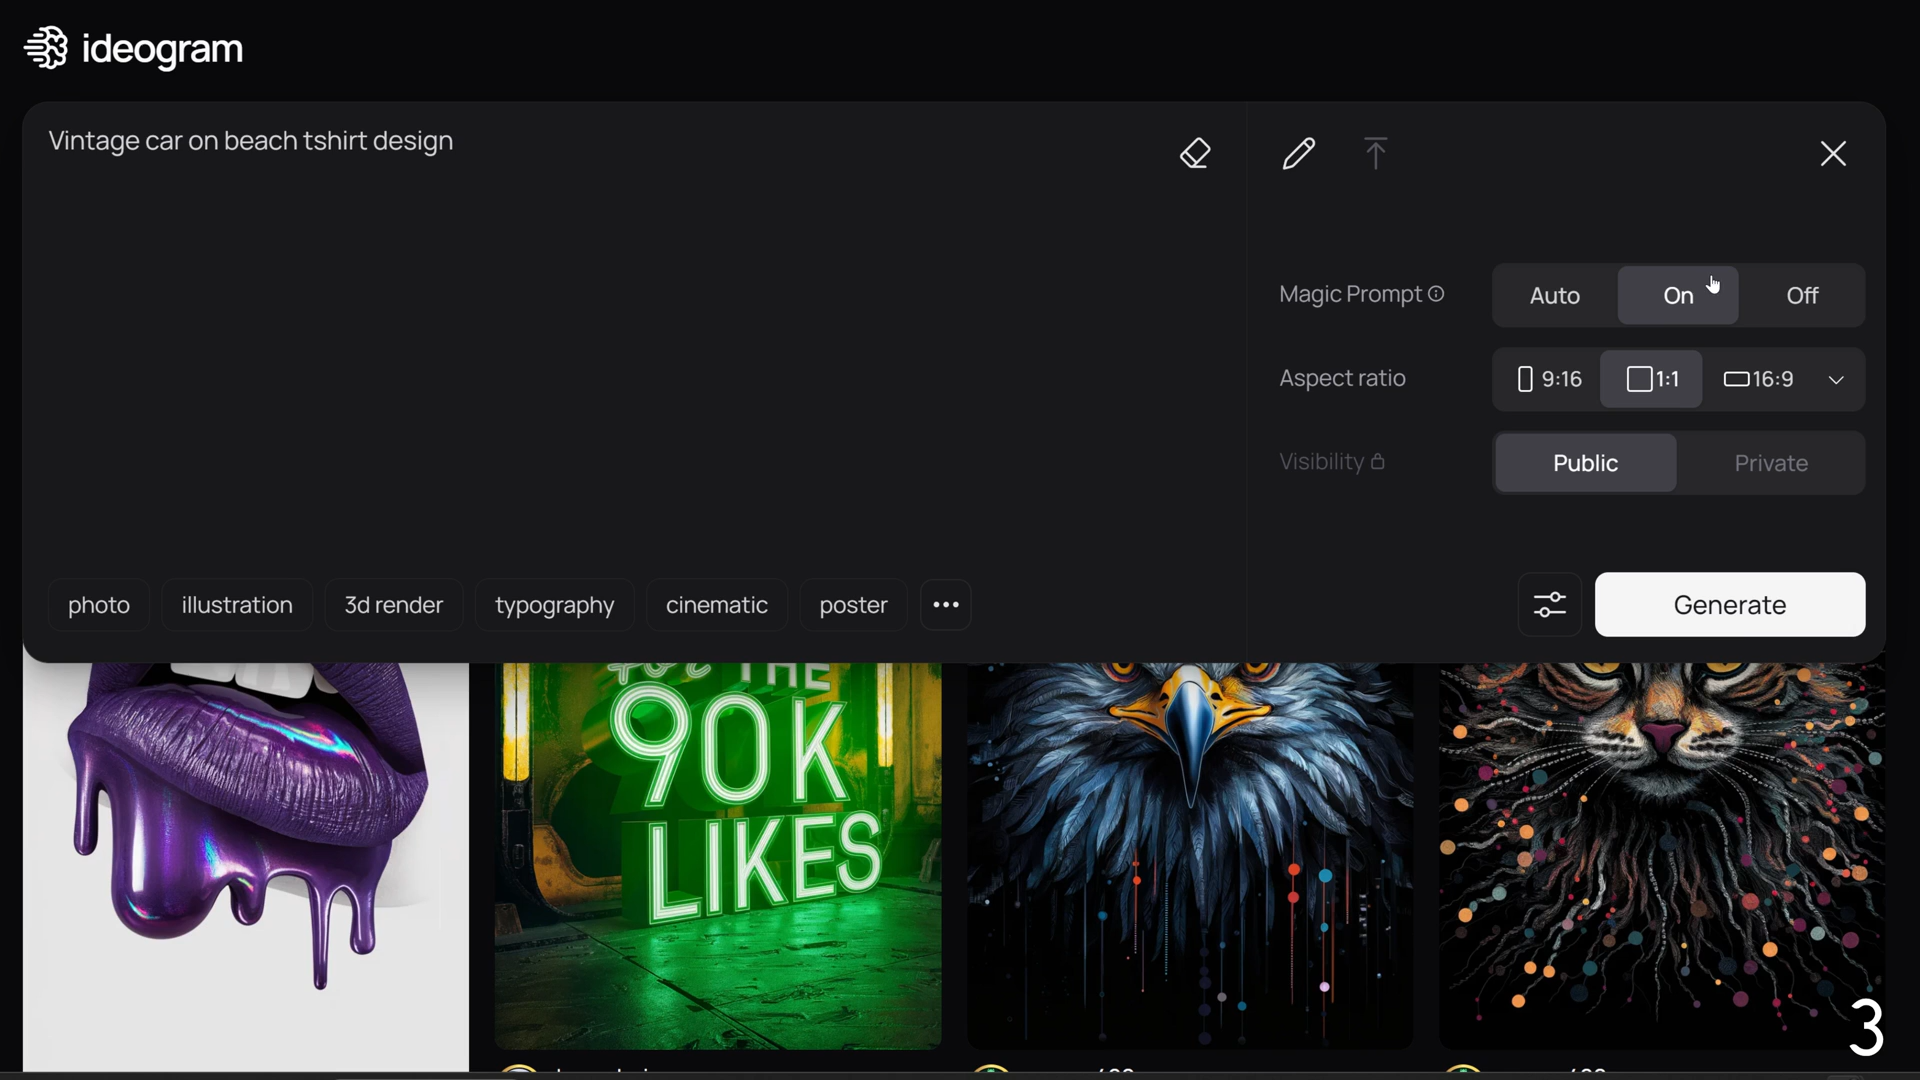 ideogram
Vintage car on beach tshirt design
Magic Prompt
Auto
On
Off
Aspect ratio
9:16
1:1
16:9
Visibility
Public
Private
photo
illustration
3d render
typography
cinematic
poster
Generate
THE
90K
LIKES
3